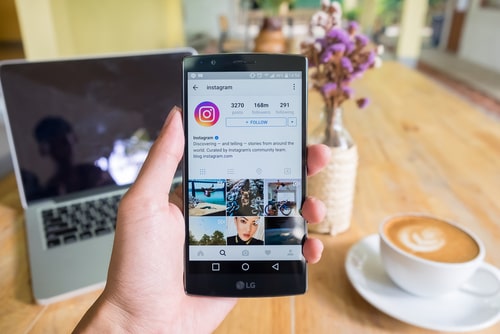 instagram
3270 168m 291
posts followers following
+ FOLLOW
Instagram
Discovering — and telling — stories from around the
world. Curated by Instagram's community team
blog.instagram.com
LG